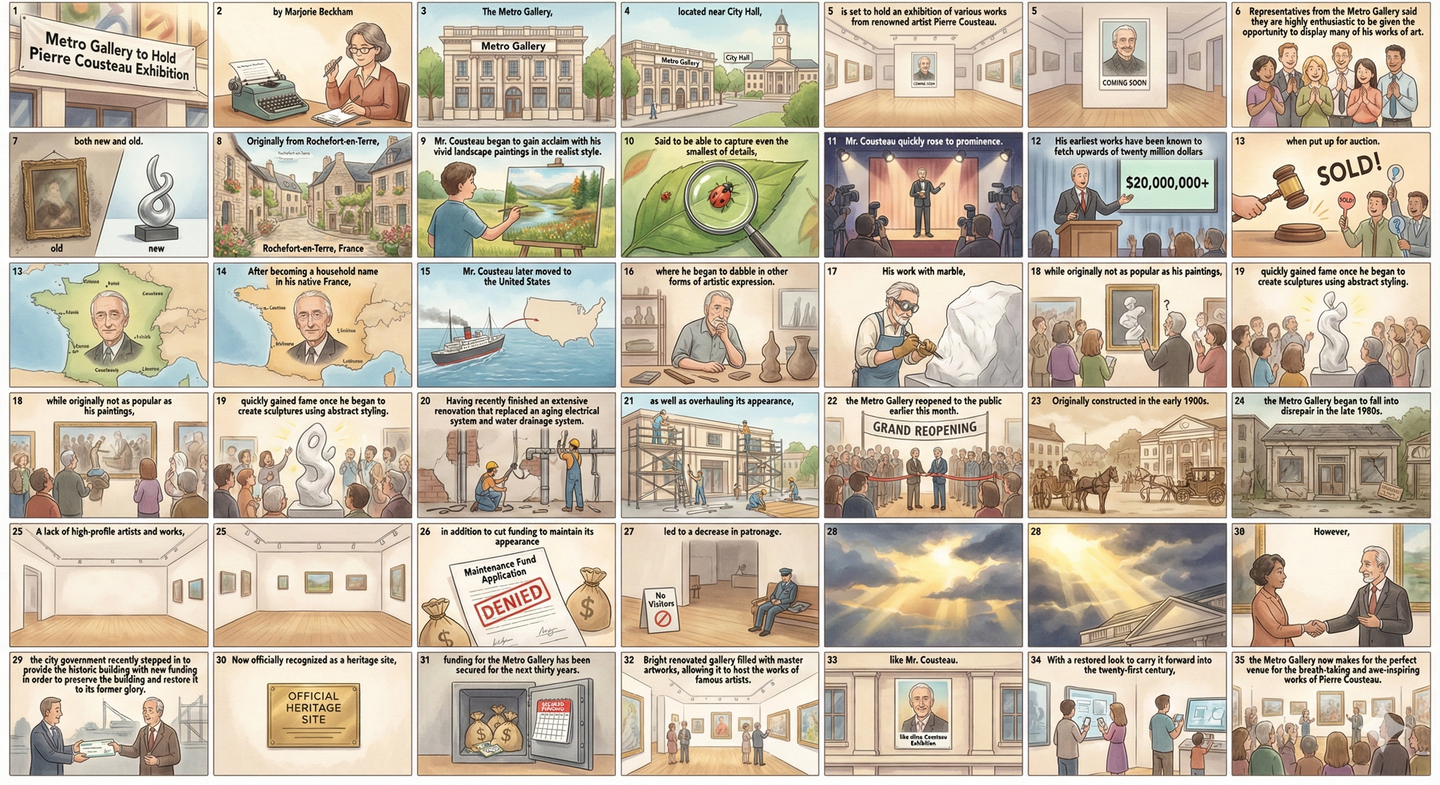 1
Metro Gallery to Hold
Pierre Cousteau Exhibition
2
by Marjorie Beckham
3
The Metro Gallery,
Metro Gallery
4
located near City Hall,
Metro Gallery
City Hall
5
is set to hold an exhibition of various works
from renowned artist Pierre Cousteau.
COMING SOON
5
COMING SOON
6
Representatives from the Metro Gallery said
they are highly enthusiastic to be given the
opportunity to display many of his works of art.
7
both new and old.
old
new
8
Originally from Rochefort-en-Terre,
Rochefort-en-Terre
Rochefort-en-Terre, France
9
Mr. Cousteau began to gain acclaim with his
vivid landscape paintings in the realist style.
10
Said to be able to capture even the
smallest of details,
11
Mr. Cousteau quickly rose to prominence.
12
His earliest works have been known to
fetch upwards of twenty million dollars
$20,000,000+
13
when put up for auction.
SOLD!
SOLD!
?
?
13
14
After becoming a household name
in his native France,
15
Mr. Cousteau later moved to
the United States
16
where he began to dabble in other
forms of artistic expression.
17
His work with marble,
18
while originally not as popular as his paintings,
?
19
quickly gained fame once he began to
create sculptures using abstract styling.
18
while originally not as popular as
his paintings,
19
quickly gained fame once he began to
create sculptures using abstract styling.
20
Having recently finished an extensive
renovation that replaced an aging electrical
system and water drainage system.
21
as well as overhauling its appearance,
22
the Metro Gallery reopened to the public
earlier this month.
GRAND REOPENING
23
Originally constructed in the early 1900s.
24
the Metro Gallery began to fall into
disrepair in the late 1980s.
25
A lack of high-profile artists and works,
25
26
in addition to cut funding to maintain its
appearance
Maintenance Fund
Application
DENIED
$
$
27
led to a decrease in patronage.
No
Visitors
28
28
30
However,
29
the city government recently stepped in to
provide the historic building with new funding
in order to preserve the building and restore it
to its former glory.
30
Now officially recognized as a heritage site,
OFFICIAL
HERITAGE
SITE
31
funding for the Metro Gallery has been
secured for the next thirty years.
$
$
32
Bright renovated gallery filled with master
artworks, allowing it to host the works of
famous artists.
33
like Mr. Cousteau.
Exhibition
34
With a restored look to carry it forward into
the twenty-first century,
35
the Metro Gallery now makes for the perfect
venue for the breath-taking and awe-inspiring
works of Pierre Cousteau.